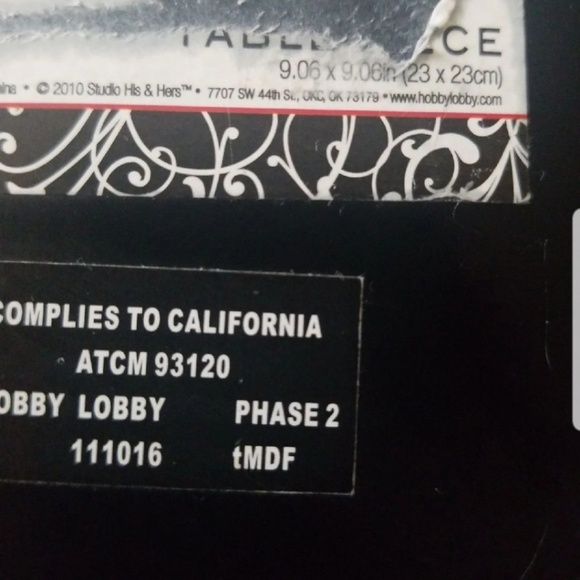 9.06 x 9.06in (23 x 23cm)
© 2010 Studio His & Hers™ • 7707 SW 44th St., OKC, OK 73179 • www.hobbylobby.com
COMPLIES TO CALIFORNIA
ATCM 93120
OBBY LOBBY PHASE 2
111016 tMDF